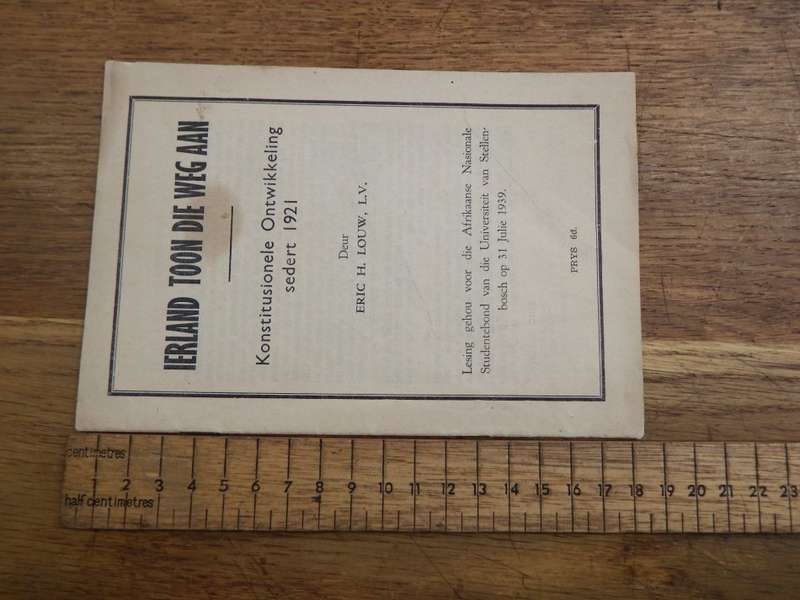 IERLAND TOON DIE WEG AAN
Konstitusionele Ontwikkeling
sedert 1921
Deur
ERIC H. LOUW, L.V.
Lesing gehou voor die Afrikaanse Nasionale
Studentebond van die Universiteit van Stellen-
bosch op 31 Julie 1939.
PRYS 6d.
centimetres
1 2 3 4 5 6 7 8 9 10 11 12 13 14 15 16 17 18 19 20 21 22 23
half centimetres